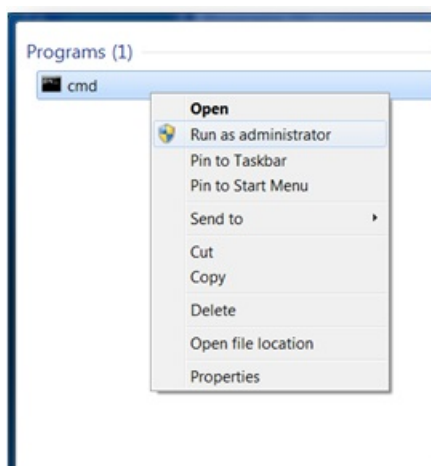 Programs (1)
cmd
Open
Run as administrator
Pin to Taskbar
Pin to Start Menu
Send to
Cut
Copy
Delete
Open file location
Properties